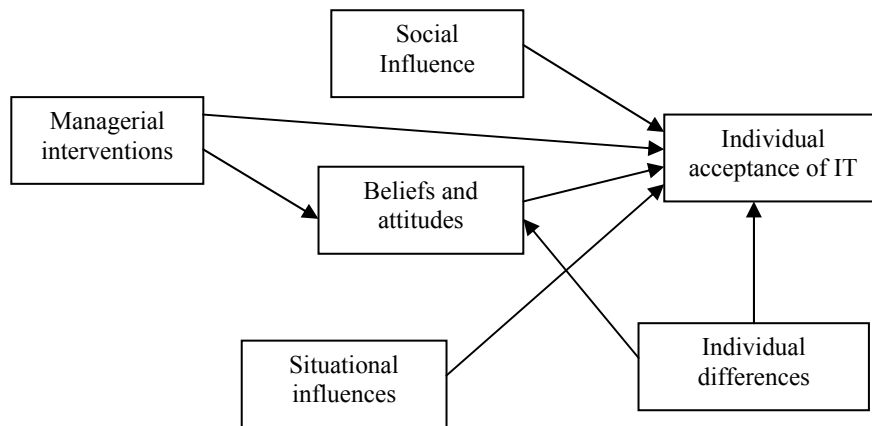 Social
Influence
Managerial
interventions
Individual
acceptance of IT
Beliefs and
attitudes
Situational
influences
Individual
differences